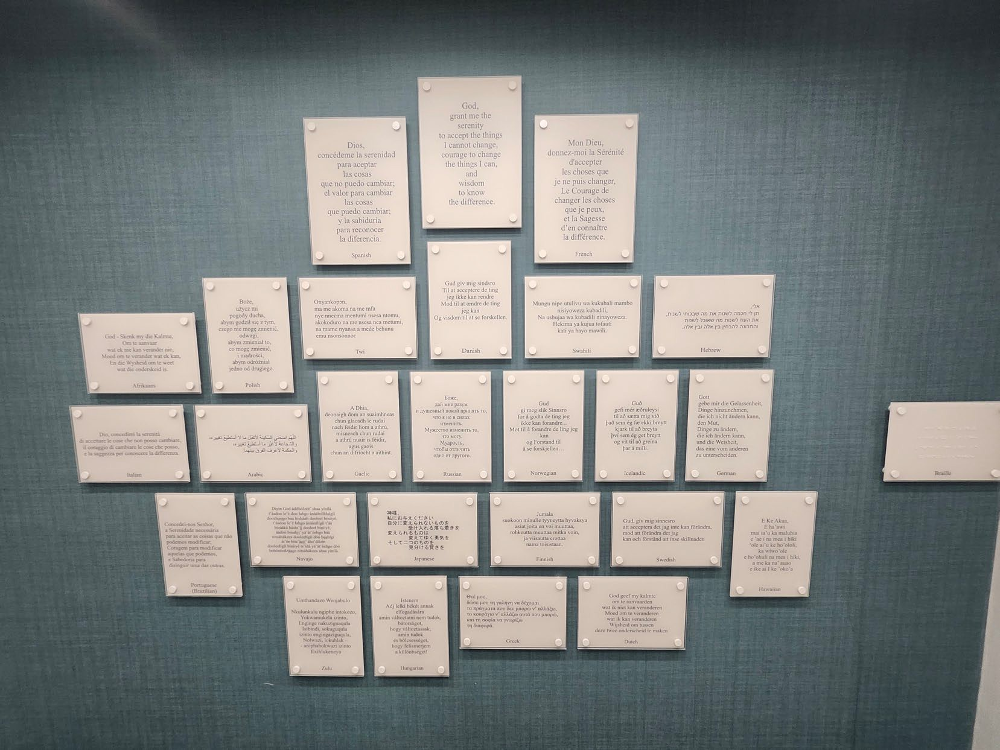 God,
grant me the
serenity
to accept the things
I cannot change,
courage to change
the things I can,
and
wisdom
to know
the difference.
Dios,
concédeme la serenidad
para aceptar
las cosas
que no puedo cambiar;
el valor para cambiar
las cosas
que puedo cambiar;
y la sabiduria
para reconocer
la diferencia.
Spanish
Mon Dieu,
donnez-moi la Sérénité
d'accepter
les choses que
je ne puis changer,
Le Courage de
changer les choses
que je peux,
et la Sagesse
d'en connaître
la différence.
French
God - Skenk my die Kalmte,
Om te aanvaar
wat ek nie kan verander nie,
Moed om te verander wat ek kan,
En die Wysheid om te weet
wat die onderskeid is.
Afrikaans
Boże,
użycz mi
pogody ducha,
abym godził się z tym,
czego nie mogę zmienić,
odwagi,
abym zmieniał to,
co mogę zmienić,
i mądrości,
abym odróżniał
jedno od drugiego.
Polish
Onyankopɔn,
ma me akoma na me mfa
nye nneɛma mentumi nsesa ntomu,
akokoduro na me nsesa nea metumi,
na mame nyansa a mede behunu
emu nsonsonnoe
Twi
Gud giv mig sindsro
Til at acceptere de ting
jeg ikke kan rendre
Mod til at œndre de ting
jeg kan
Og visdom til at se forskellen.
Danish
Mungu nipe utulivu wa kukubali mambo
nisiyoweza kubadili,
Na ushujaa wa kubadili ninayoweza.
Hekima ya kujua tofauti
kati ya hayo mawili.
Swahili
אלי,
תן לי חכמה לשנות את מה שבכוחי לשנות,
את העוז לשנות מה שאוכל לשנות
והתבונה להבחין בין אלה ובין אלה.
Hebrew
Dio, concedimi la serenità
di accettare le cose che non posso cambiare,
il coraggio di cambiare le cose che posso,
e la saggezza per conoscere la differenza.
Italian
اللهم امنحني السكينة لأتقبل ما لا أستطيع تغييره،
والشجاعة لأغيّر ما أستطيع تغييره،
والحكمة لأعرف الفرق بينهما.
Arabic
A Dhia,
deonaigh dom an suaimhneas
chun glacadh le rudaí
nach féidir liom a athrú,
misneach chun rudaí
a athrú nuair is féidir,
agus gaois
chun an difríocht a aithint.
Gaelic
Боже,
дай мне разум
и душевный покой принять то,
что я не в силах
изменить.
Мужество изменить то,
что могу.
Мудрость,
чтобы отличить
одно от другого.
Russian
Gud
gi meg slik Sinnsro
for å godta de ting jeg
ikke kan forandre...
Mot til å forandre de ling jeg
kan
og Forstand til
å se forskjellen...
Norwegian
Guð
gefi mér æðruleysi
til að sætta mig við
það sem ég fæ ekki breytt
kjark til að breyta
því sem ég get breytt
og vit til að greina
þar á milli.
Icelandic
Gott
gebe mir die Gelassenheit,
Dinge hinzunehmen,
die ich nicht ändern kann,
den Mut,
Dinge zu ändern,
die ich ändern kann,
und die Weisheit,
das eine vom anderen
zu unterscheiden.
German
Braille
Concedei-nos Senhor,
a Serenidade necessária
para aceitar as coisas que não
podemos modificar;
Coragem para modificar
aquelas que podemos,
e Sabedoria para
distinguir uma das outras.
Portuguese
(Brazilian)
Navajo
神様、
私にお与えください
自分に変えられないものを
受け入れる落ち着きを
変えられるものは
変えてゆく勇気を
そして二つのものを
見分ける賢さを
Japanese
Jumala
suokoon minulle tyyneytta hyvaksya
asiat joita en voi muuttaa,
rohkeutta muuttaa mitka voin,
ja viisautta erottaa
nama toisistaan.
Finnish
Gud, giv mig sinnesro
att acceptera det jag inte kan förändra,
mod att förändra det jag
kan och förstånd att inse skillnaden
Swedish
E Ke Akua,
E ha'awi
mai ia'u ka maluhia
e 'ae i na mea i hiki
'ole ai'u ke ho'ololi,
ka wiwo'ole
e ho'ohuli na mea i hiki,
a me ka na' auao
e ike ai I ke 'oko'a
Hawaiian
Umthandazo Wenjabulo
Nkulunkulu ngiphe intokozo,
Yokwamukela izinto,
Enginge nakuziguqula
Isibindi, sokuguqula
izinto engingaziguqula,
Nolwazi, lokuhlak -
- aniphabokwazi izinto
Exihlukeneyo
Zulu
Istenem
Adj lelki békét annak
elfogadására
amin változtatni nem tudok,
bátorságot,
hogy változtassak,
amin tudok
és bölcsességet,
hogy felismerjem
a különbséget!
Hungarian
Θεέ μου,
δώσε μου τη γαλήνη να δέχομαι
τα πράγματα που δεν μπορώ ν' αλλάξω,
το κουράγιο ν' αλλάζω αυτά που μπορώ,
και τη σοφία να γνωρίζω
τη διαφορά.
Greek
God geef my kalmte
om te aanvaarden
wat ik niet kan veranderen
Moed om te veranderen
wat ik kan veranderen
Wijsheid om tussen
deze twee onderscheid te maken
Dutch